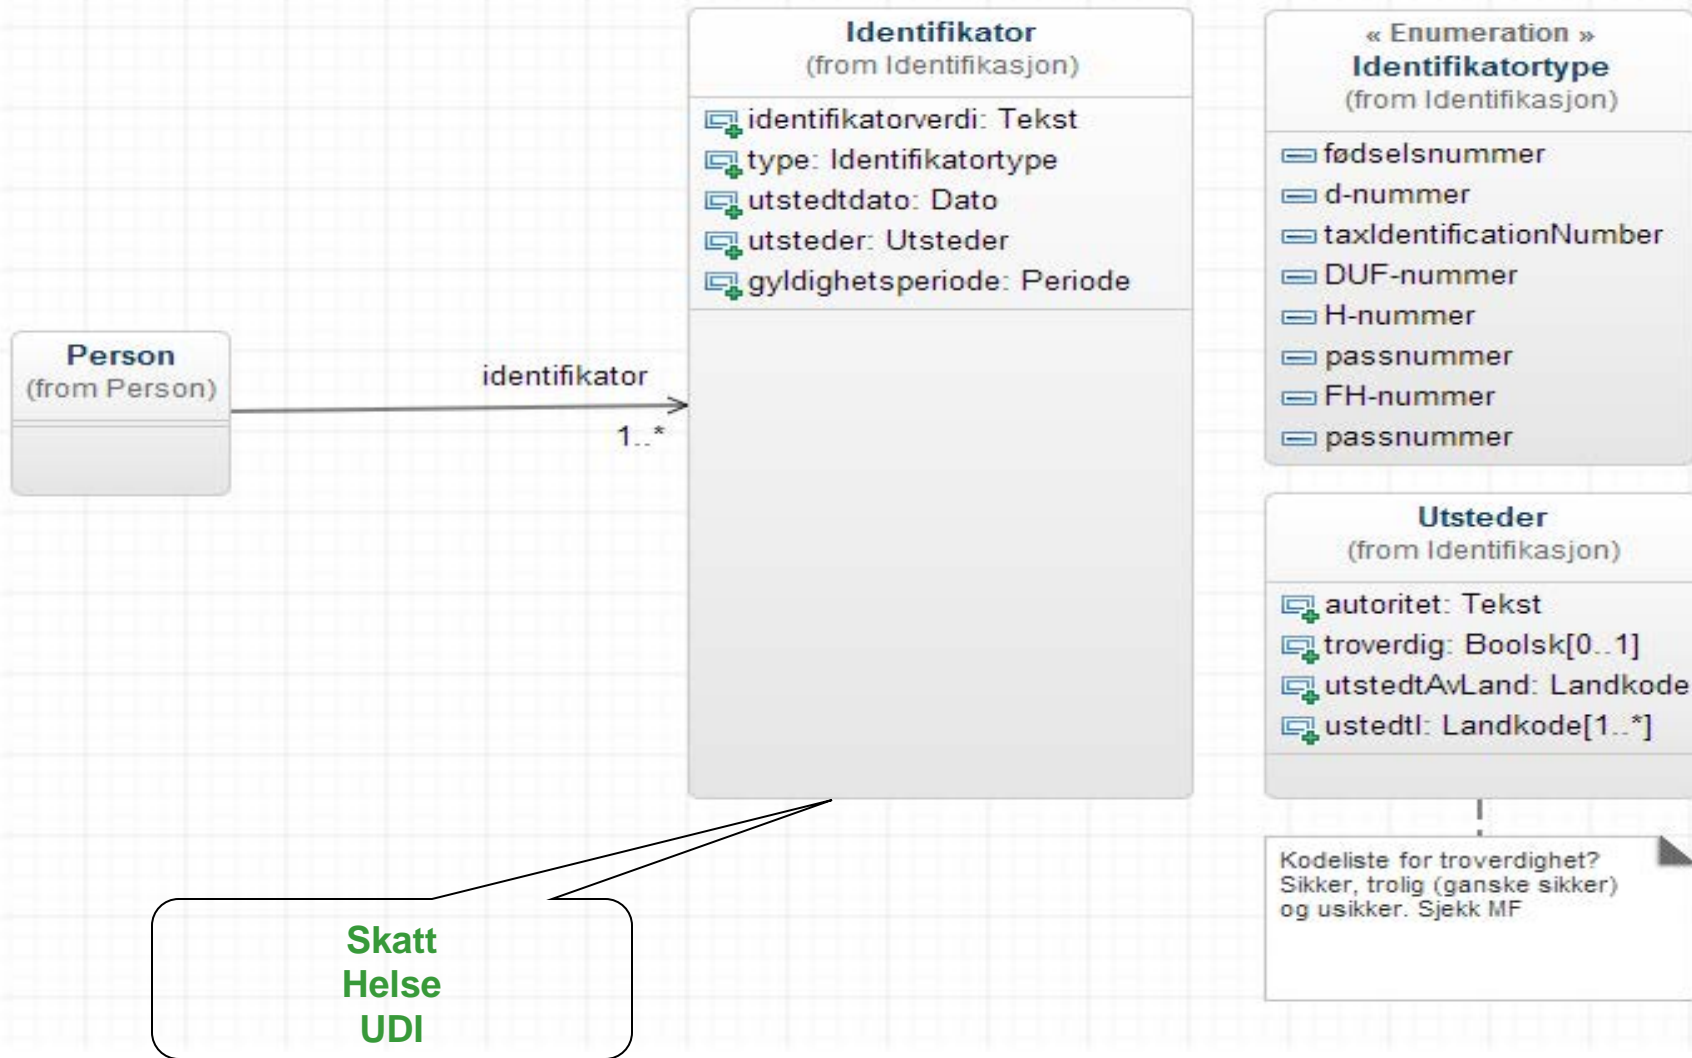 Person
(from Person)
identifikator
1..*
Identifikator
(from Identifikasjon)
identifikatorverdi: Tekst
type: Identifikatortype
utstedtdato: Dato
utsteder: Utsteder
gyldighetsperiode: Periode
« Enumeration »
Identifikatortype
(from Identifikasjon)
fødselsnummer
d-nummer
taxIdentificationNumber
DUF-nummer
H-nummer
passnummer
FH-nummer
passnummer
Utsteder
(from Identifikasjon)
autoritet: Tekst
troverdig: Boolsk[0..1]
utstedtAvLand: Landkode
ustedtI: Landkode[1..*]
Kodeliste for troverdighet?
Sikker, trolig (ganske sikker)
og usikker. Sjekk MF
Skatt
Helse
UDI